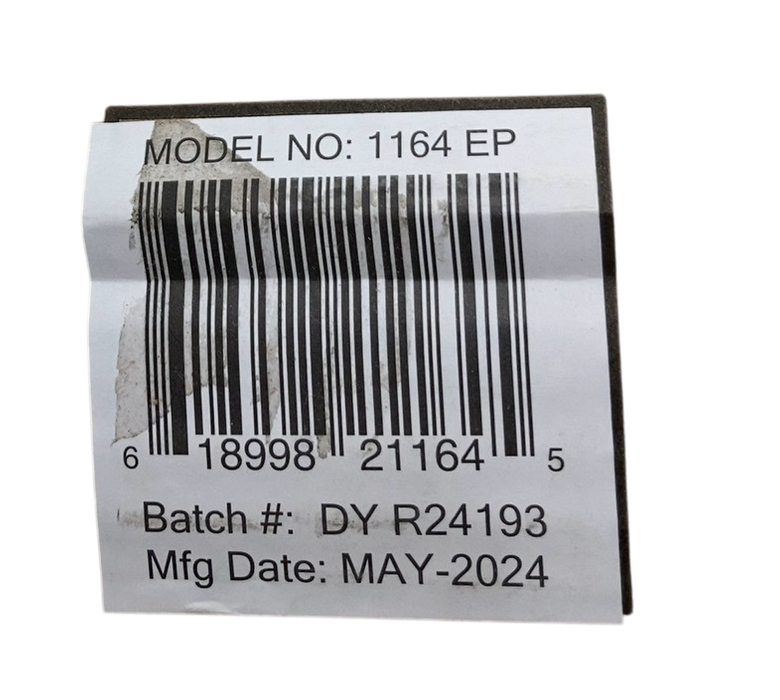 MODEL NO: 1164 EP
6 18998 21164 5
Batch #: DY R24193
Mfg Date: MAY-2024